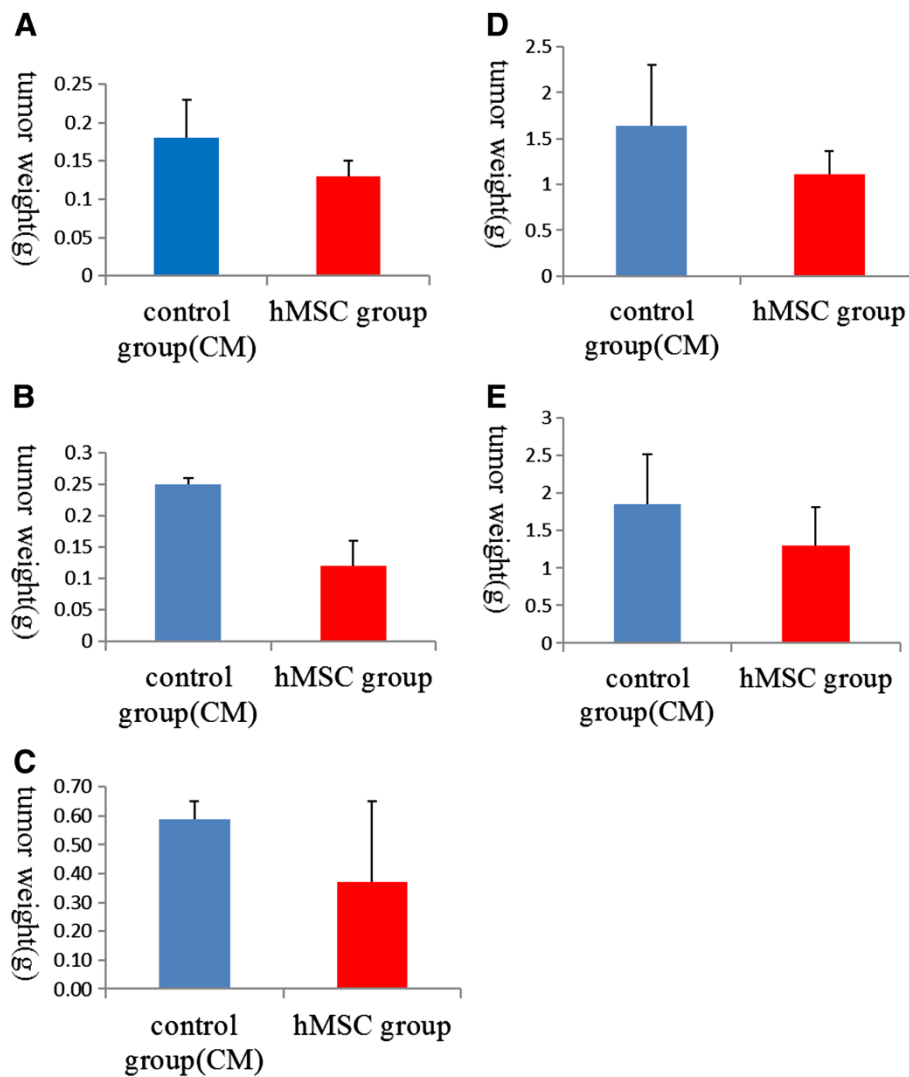 A
tumor weight(g)
0.25
0.2
0.15
0.1
0.05
0
control
group(CM)
hMSC group
B
tumor weight(g)
0.3
0.25
0.2
0.15
0.1
0.05
0
control
group(CM)
hMSC group
C
tumor weight(g)
0.70
0.60
0.50
0.40
0.30
0.20
0.10
0.00
control
group(CM)
hMSC group
D
tumor weight(g)
2.5
2
1.5
1
0.5
0
control
group(CM)
hMSC group
E
tumor weight(g)
3
2.5
2
1.5
1
0.5
0
control
group(CM)
hMSC group